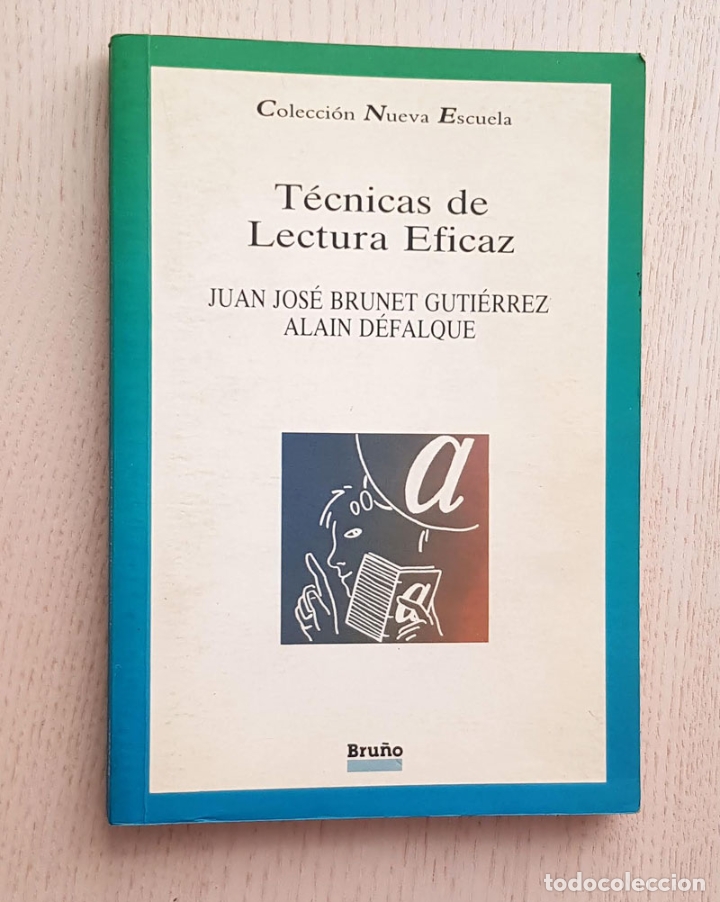 Colección Nueva Escuela
Técnicas de
Lectura Eficaz
JUAN JOSÉ BRUNET GUTIÉRREZ
ALAIN DÉFALQUE
a
a
Bruño
todocoleccion